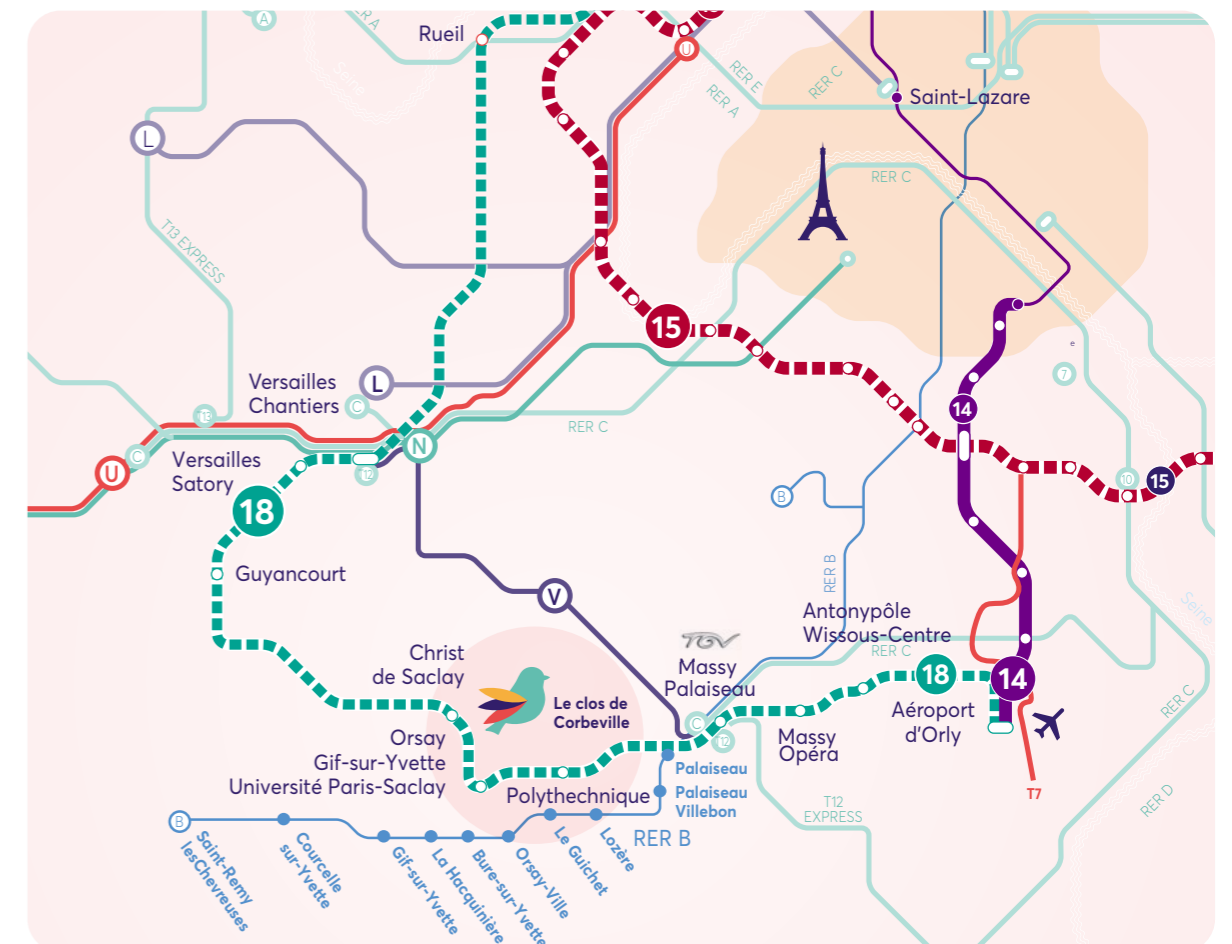 A
RER A
Rueil
Seine
U
RER E
RER A
RER C
Saint-Lazare
L
RER C
T13 EXPRESS
15
Versailles
Chantiers
L
C
T13
RER C
e
7
14
N
U
C
T12
Versailles
Satory
18
10
15
B
Guyancourt
V
RER B
Seine
Antonypôle
Wissous-Centre
RER C
TGV
Massy
Palaiseau
Christ
de Saclay
Le clos de
Corbeville
18
14
C
T12
Aéroport
d'Orly
RER C
Orsay
Gif-sur-Yvette
Université Paris-Saclay
Massy
Opéra
Palaiseau
Palaiseau
Villebon
Polythechnique
T7
T12
EXPRESS
RER D
B
RER B
Saint-Remy
lesChevreuses
Courcelle
sur-Yvette
Gif-sur-Yvette
La Hacquinière
Bure-sur-Yvette
Orsay-Ville
Le Guichet
Lozère